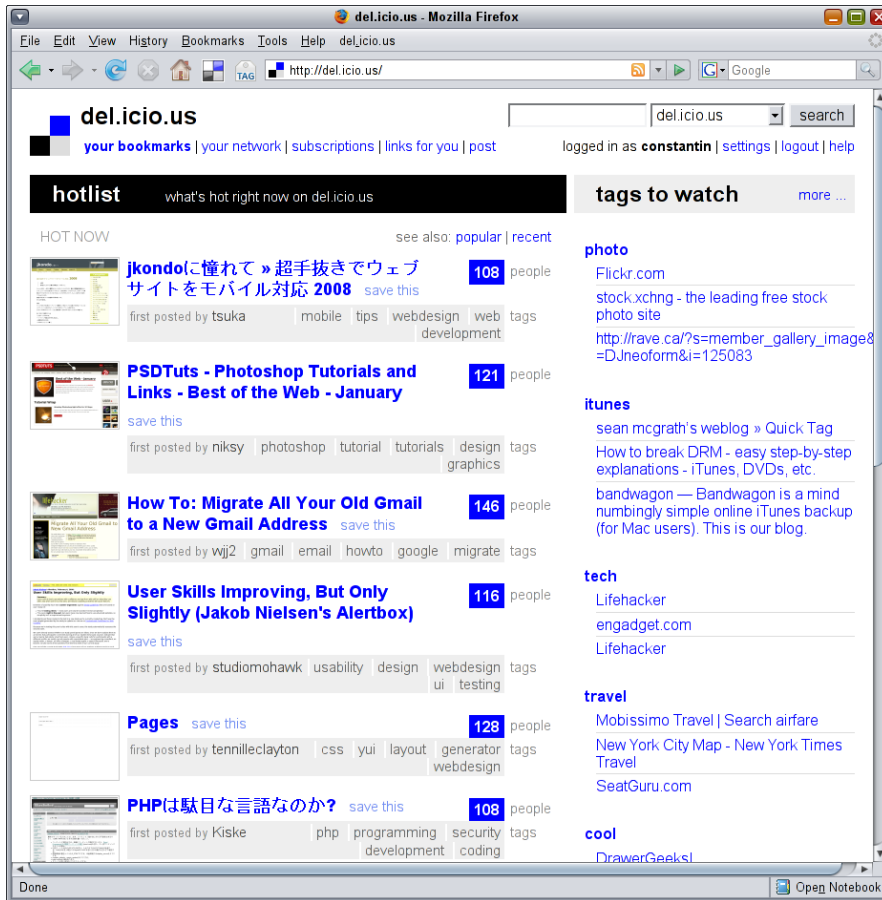 del.icio.us - Mozilla Firefox
File Edit View History Bookmarks Tools Help del.icio.us
TAG http://del.icio.us/ G Google
del.icio.us
del.icio.us search
your bookmarks | your network | subscriptions | links for you | post
logged in as constantin | settings | logout | help
hotlist what's hot right now on del.icio.us
HOT NOW see also: popular | recent
jkondoに憧れて » 超手抜きでウェブ
サイトをモバイル対応 2008 save this
108 people
first posted by tsuka mobile tips webdesign web tags
development
PSDTuts - Photoshop Tutorials and
Links - Best of the Web - January
save this
121 people
first posted by niksy photoshop tutorial tutorials design tags
graphics
How To: Migrate All Your Old Gmail
to a New Gmail Address save this
146 people
first posted by wjj2 gmail email howto google migrate tags
User Skills Improving, But Only
Slightly (Jakob Nielsen's Alertbox)
save this
116 people
first posted by studiomohawk usability design webdesign tags
ui testing
Pages save this
128 people
first posted by tennilleclayton css yui layout generator tags
webdesign
PHPは駄目な言語なのか? save this
108 people
first posted by Kiske php programming security tags
development coding
tags to watch more ...
photo
Flickr.com
stock.xchng - the leading free stock
photo site
http://rave.ca/?s=member_gallery_image&
=DJneoform&i=125083
itunes
sean mcgrath's weblog » Quick Tag
How to break DRM - easy step-by-step
explanations - iTunes, DVDs, etc.
bandwagon — Bandwagon is a mind
numbingly simple online iTunes backup
(for Mac users). This is our blog.
tech
Lifehacker
engadget.com
Lifehacker
travel
Mobissimo Travel | Search airfare
New York City Map - New York Times
Travel
SeatGuru.com
cool
DrawerGeeks!
Done
Open Notebook